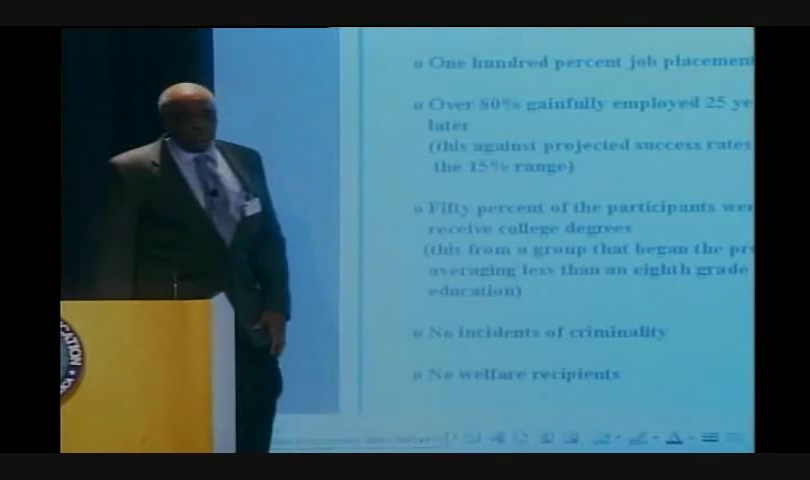 o One hundred percent job placement
o Over 80% gainfully employed 25 ye
later
(this against projected success rates
the 15% range)
o Fifty percent of the participants wer
receive college degrees
(this from a group that began the pr
averaging less than an eighth grade
education)
o No incidents of criminality
o No welfare recipients